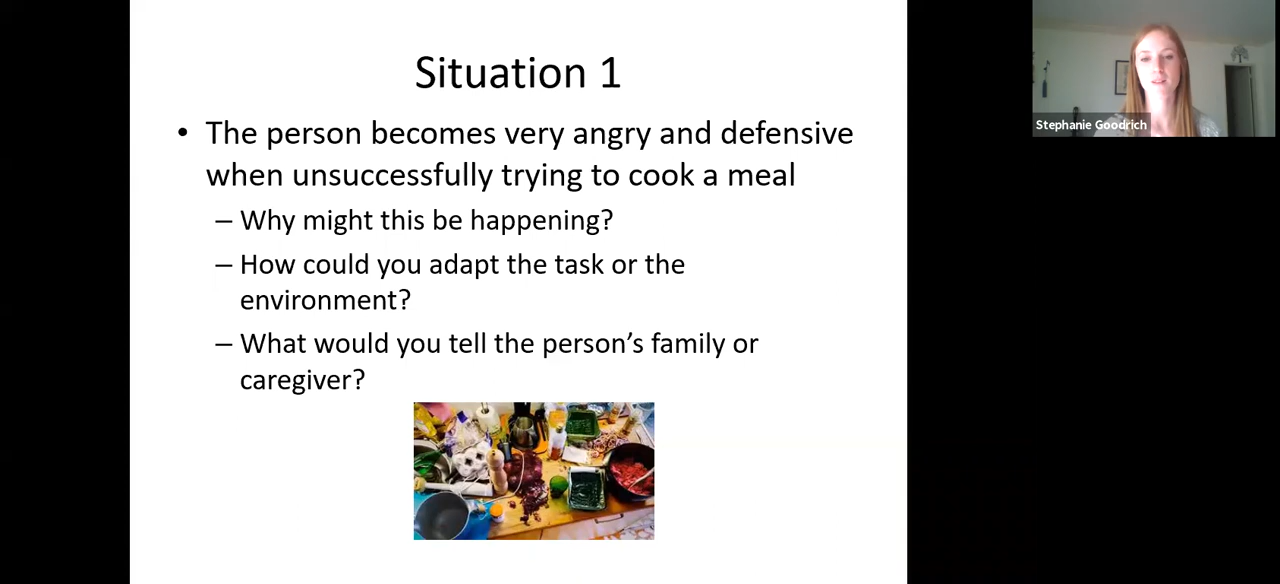 Situation 1
• The person becomes very angry and defensive
when unsuccessfully trying to cook a meal
– Why might this be happening?
– How could you adapt the task or the
environment?
– What would you tell the person’s family or
caregiver?
Stephanie Goodrich